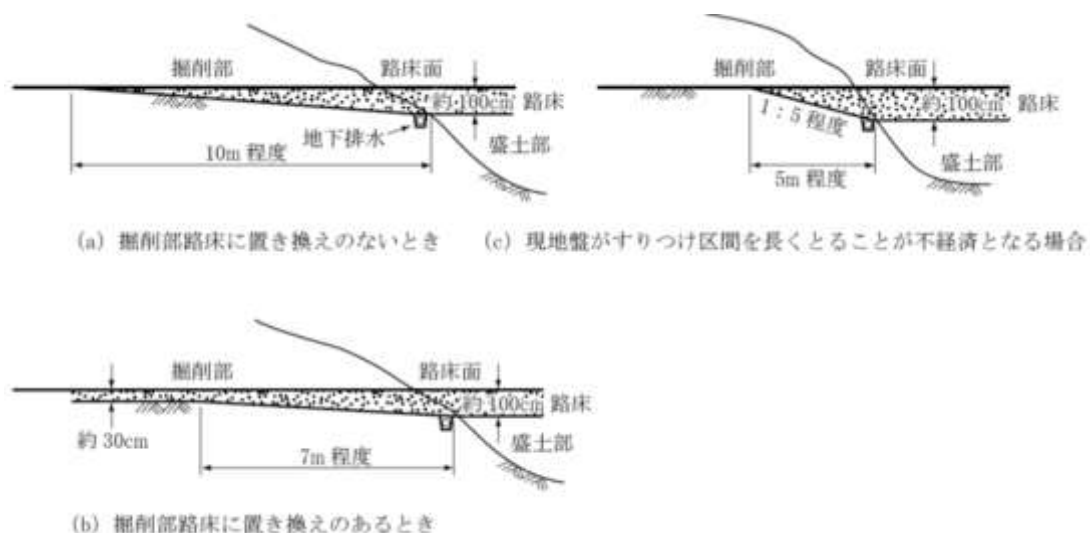 掘削部 路床面
約100cm 路床
地下排水
10m 程度
盛土部
(a) 掘削部路床に置き換えのないとき
掘削部 路床面
約100cm 路床
1:5 程度
盛土部
5m 程度
(c) 現地盤がすりつけ区間を長くとることが不経済となる場合
掘削部 路床面
約100cm 路床
約 30cm
盛土部
7m 程度
(b) 掘削部路床に置き換えのあるとき